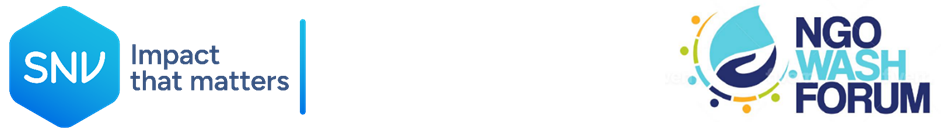 SNV
Impact
that matters
NGO
WASH
FORUM